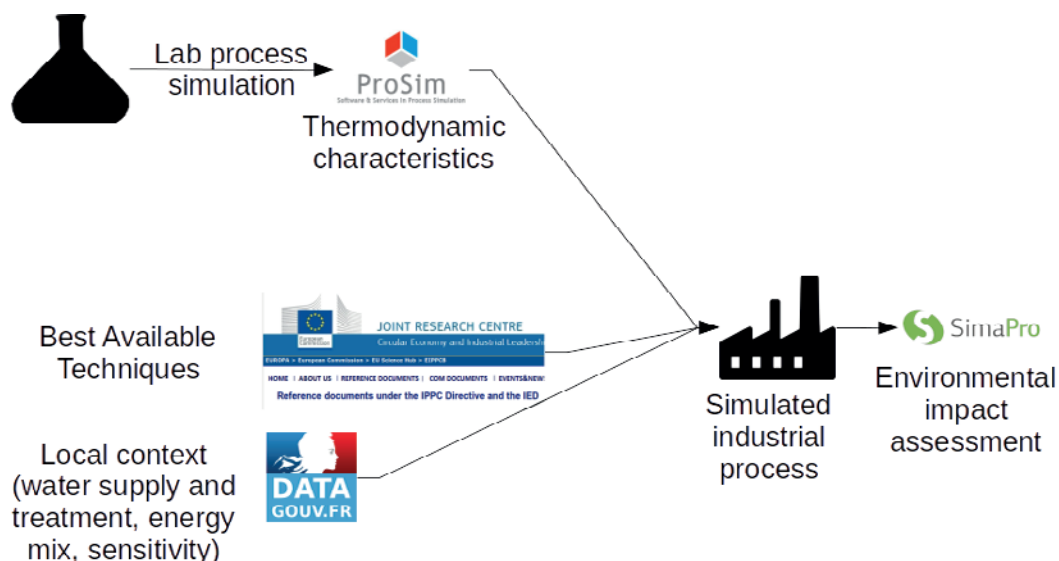 Lab process
simulation
ProSim
Software & Services In Process Simulation
Thermodynamic
characteristics
Best Available
Techniques
European
Commission
JOINT RESEARCH CENTRE
Circular Economy and Industrial Leadersh
EUROPA > European Commission > EU Science Hub > EIPPCB
HOME | ABOUT US | REFERENCE DOCUMENTS | COM DOCUMENTS | EVENTS&NEWS
Reference documents under the IPPC Directive and the IED
Local context
(water supply and
treatment, energy
mix, sensitivity)
DATA
GOUV.FR
Simulated
industrial
process
SimaPro
Environmental
impact
assessment